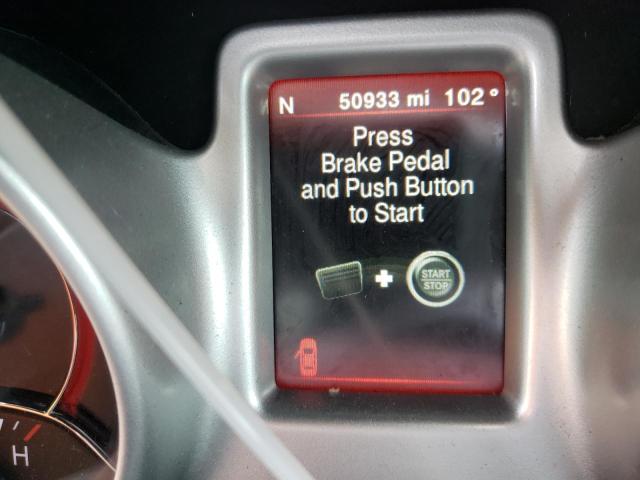 N 50933 mi 102°
Press
Brake Pedal
and Push Button
to Start
START
STOP
H